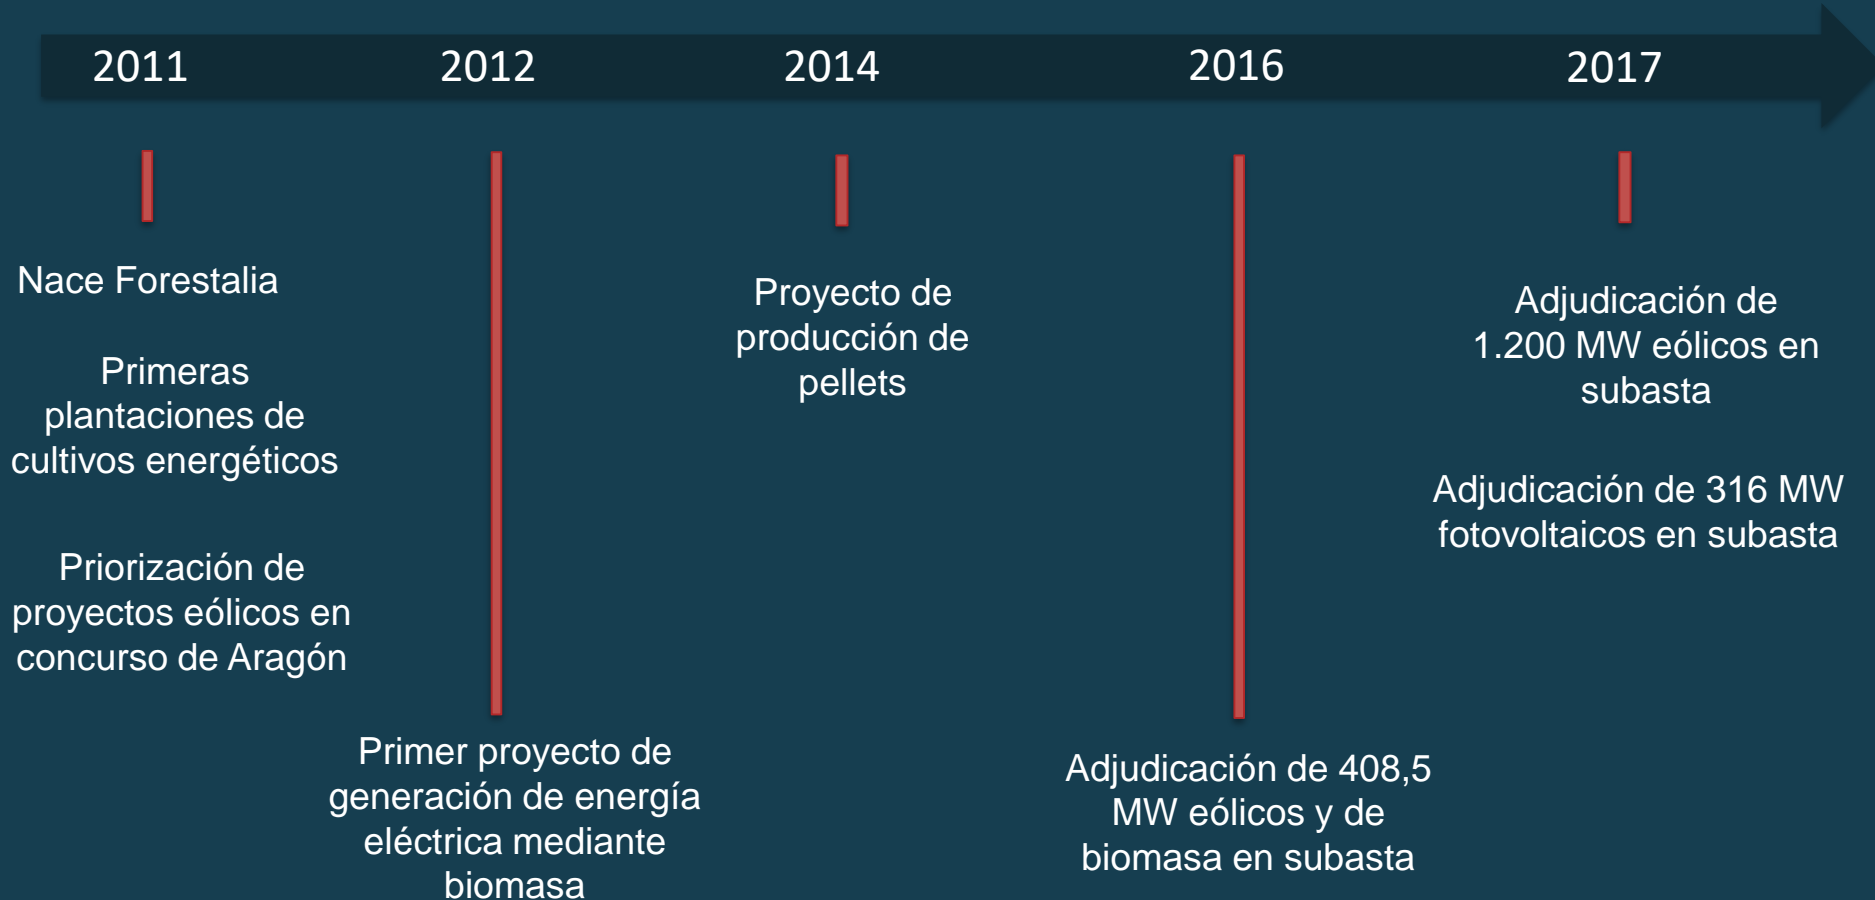 2011
2012
2014
2016
2017
Nace Forestalia
Primeras
plantaciones de
cultivos energéticos
Priorización de
proyectos eólicos en
concurso de Aragón
Primer proyecto de
generación de energía
eléctrica mediante
biomasa
Proyecto de
producción de
pellets
Adjudicación de 408,5
MW eólicos y de
biomasa en subasta
Adjudicación de
1.200 MW eólicos en
subasta
Adjudicación de 316 MW
fotovoltaicos en subasta